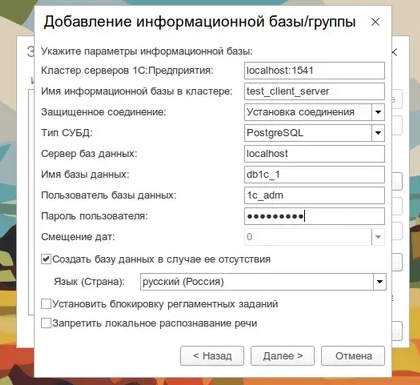 Добавление информационной базы/группы
Укажите параметры информационной базы:
Кластер серверов 1С:Предприятия: localhost:1541
Имя информационной базы в кластере: test_client_server
Защищенное соединение: Установка соединения
Тип СУБД: PostgreSQL
Сервер баз данных: localhost
Имя базы данных: db1c_1
Пользователь базы данных: 1c_adm
Пароль пользователя: ●●●●●●●●●
Смещение дат: 0
Создать базу данных в случае ее отсутствия
Язык (Страна): русский (Россия)
Установить блокировку регламентных заданий
Запретить локальное распознавание речи
< Назад Далее > Отмена